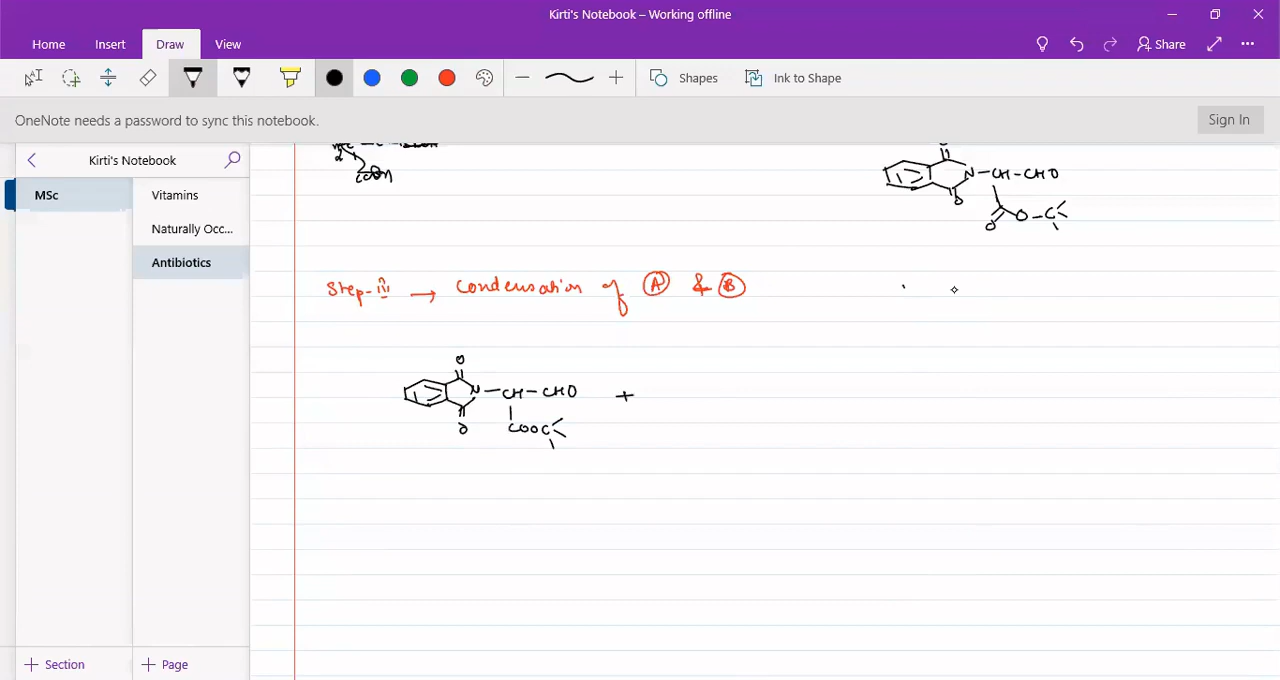 Kirti's Notebook – Working offline
Home Insert Draw View Share
Shapes Ink to Shape
OneNote needs a password to sync this notebook. Sign In
Kirti's Notebook
MSc
Vitamins
Naturally Occ...
Antibiotics
COOH
O
N-CH-CHO
O
O O-C
Step-III → Condensation of A & B
O
N-CH-CHO +
O COOC
+ Section + Page